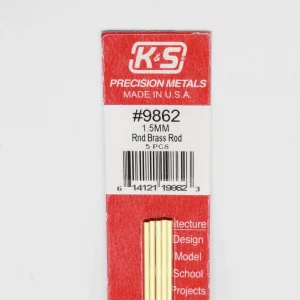 K&S
PRECISION METALS
MADE IN U.S.A.
#9862
1.5MM
Rnd Brass Rod
5 PCS
6 14121 19862 3
itecture
Design
Model
School
Projects